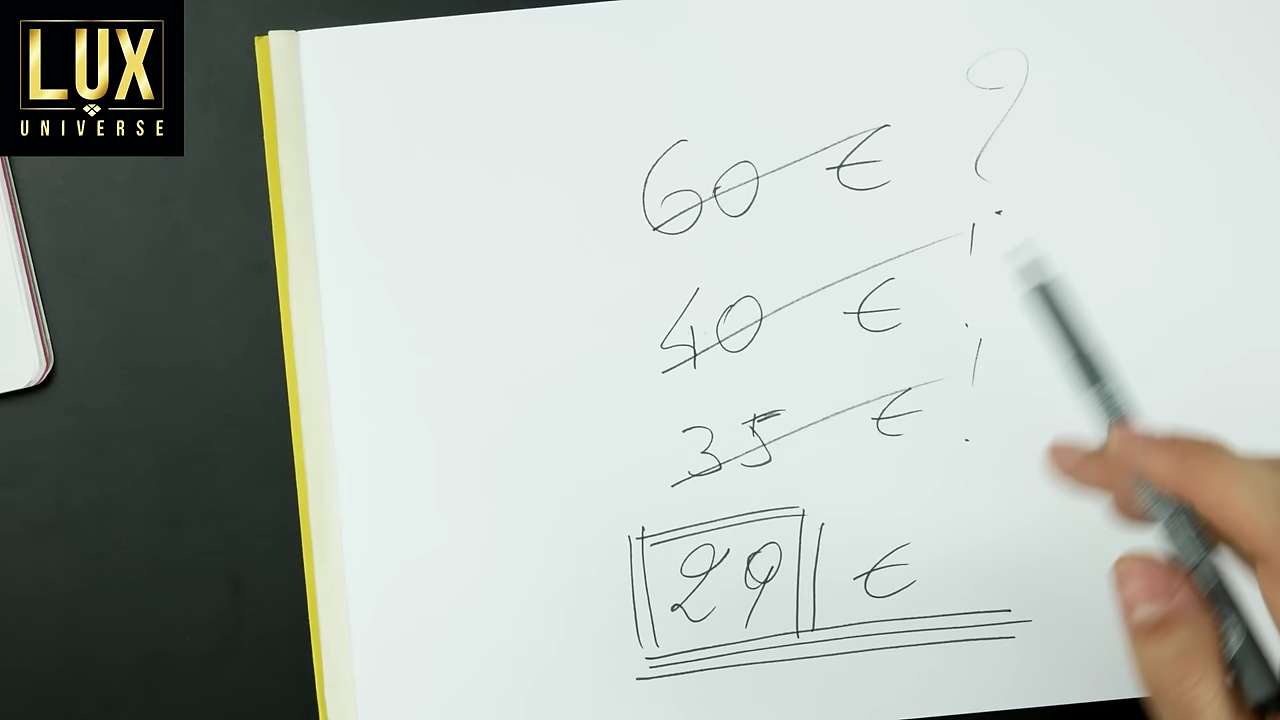 LUX
UNIVERSE
60 € ?
40 € !
35 € !
29 €